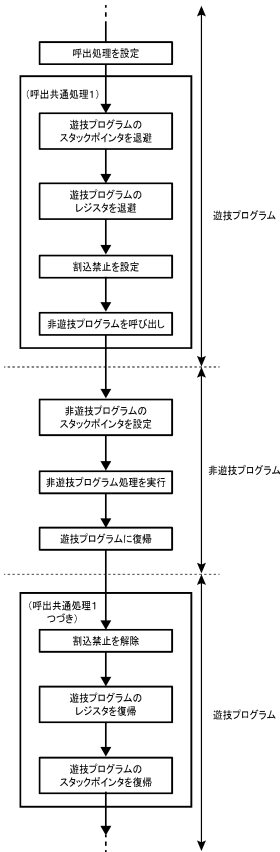 呼出処理を設定
（呼出共通処理１）
遊技プログラムの
スタックポインタを退避
遊技プログラムの
レジスタを退避
割込禁止を設定
非遊技プログラムを呼び出し
遊技プログラム
非遊技プログラムの
スタックポインタを設定
非遊技プログラム処理を実行
遊技プログラムに復帰
非遊技プログラム
（呼出共通処理１
つづき）
割込禁止を解除
遊技プログラムの
レジスタを復帰
遊技プログラムの
スタックポインタを復帰
遊技プログラム